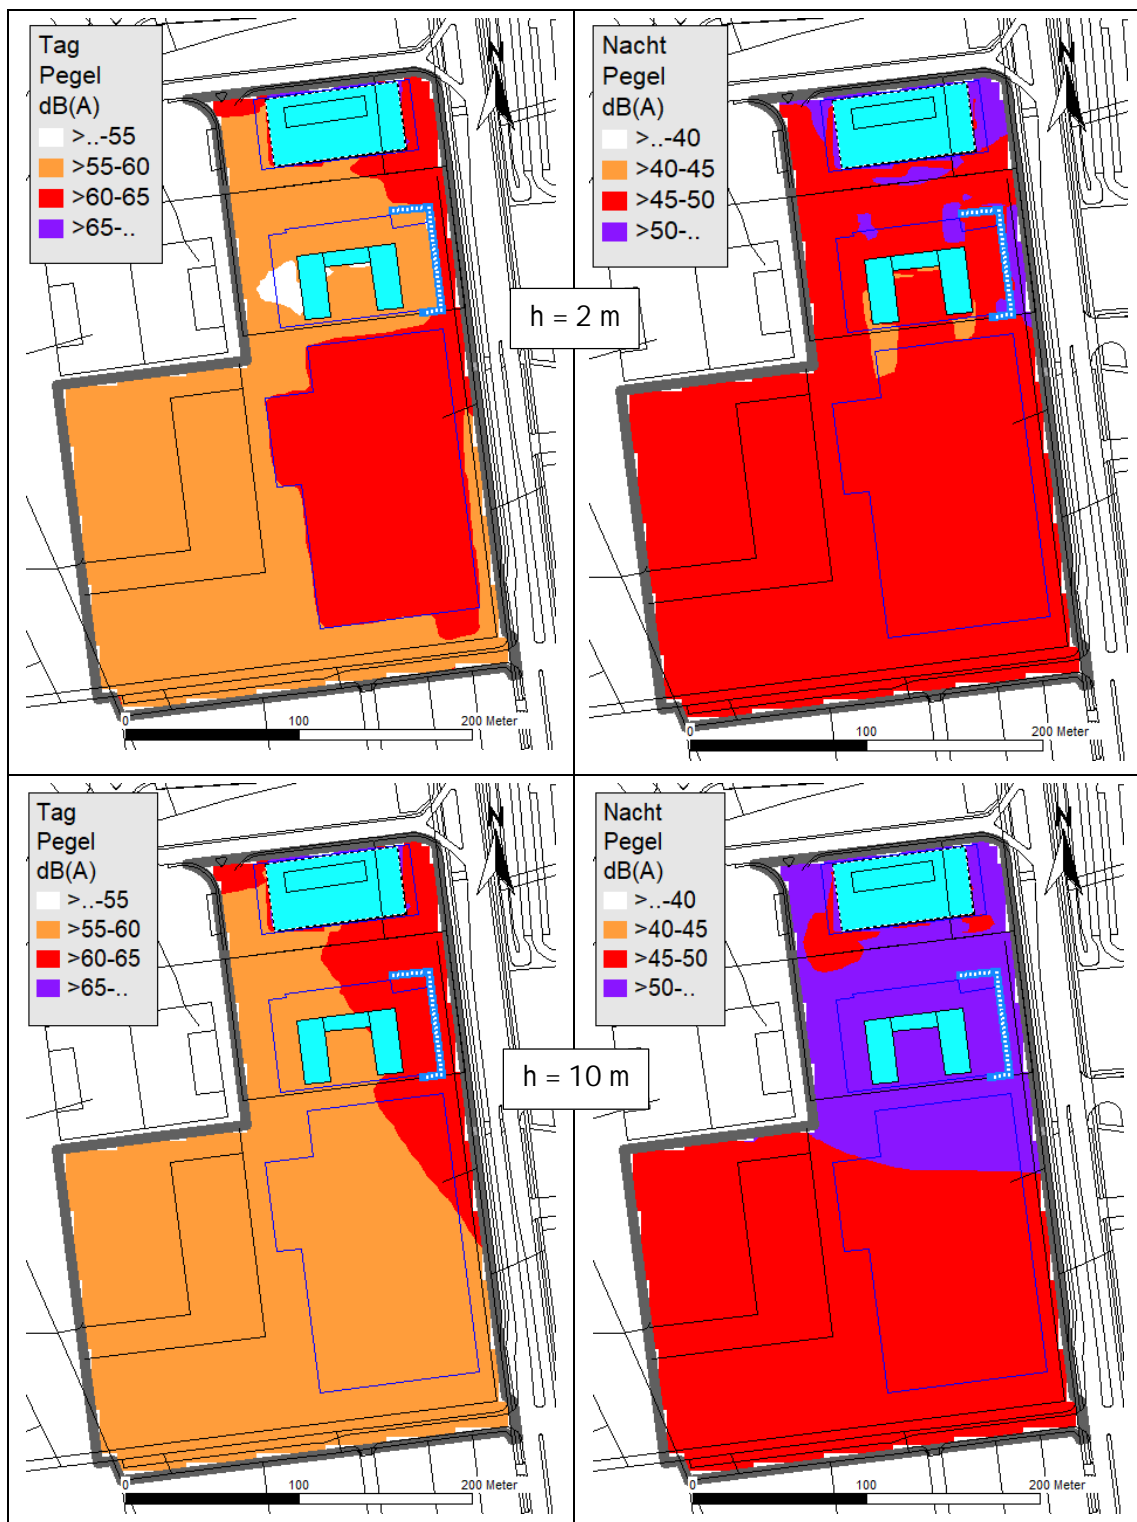 Tag
Pegel
dB(A)
>..-55
>55-60
>60-65
>65-..
N
0 100 200 Meter
Nacht
Pegel
dB(A)
>..-40
>40-45
>45-50
>50-..
N
0 100 200 Meter
h = 2 m
Tag
Pegel
dB(A)
>..-55
>55-60
>60-65
>65-..
N
0 100 200 Meter
Nacht
Pegel
dB(A)
>..-40
>40-45
>45-50
>50-..
N
0 100 200 Meter
h = 10 m